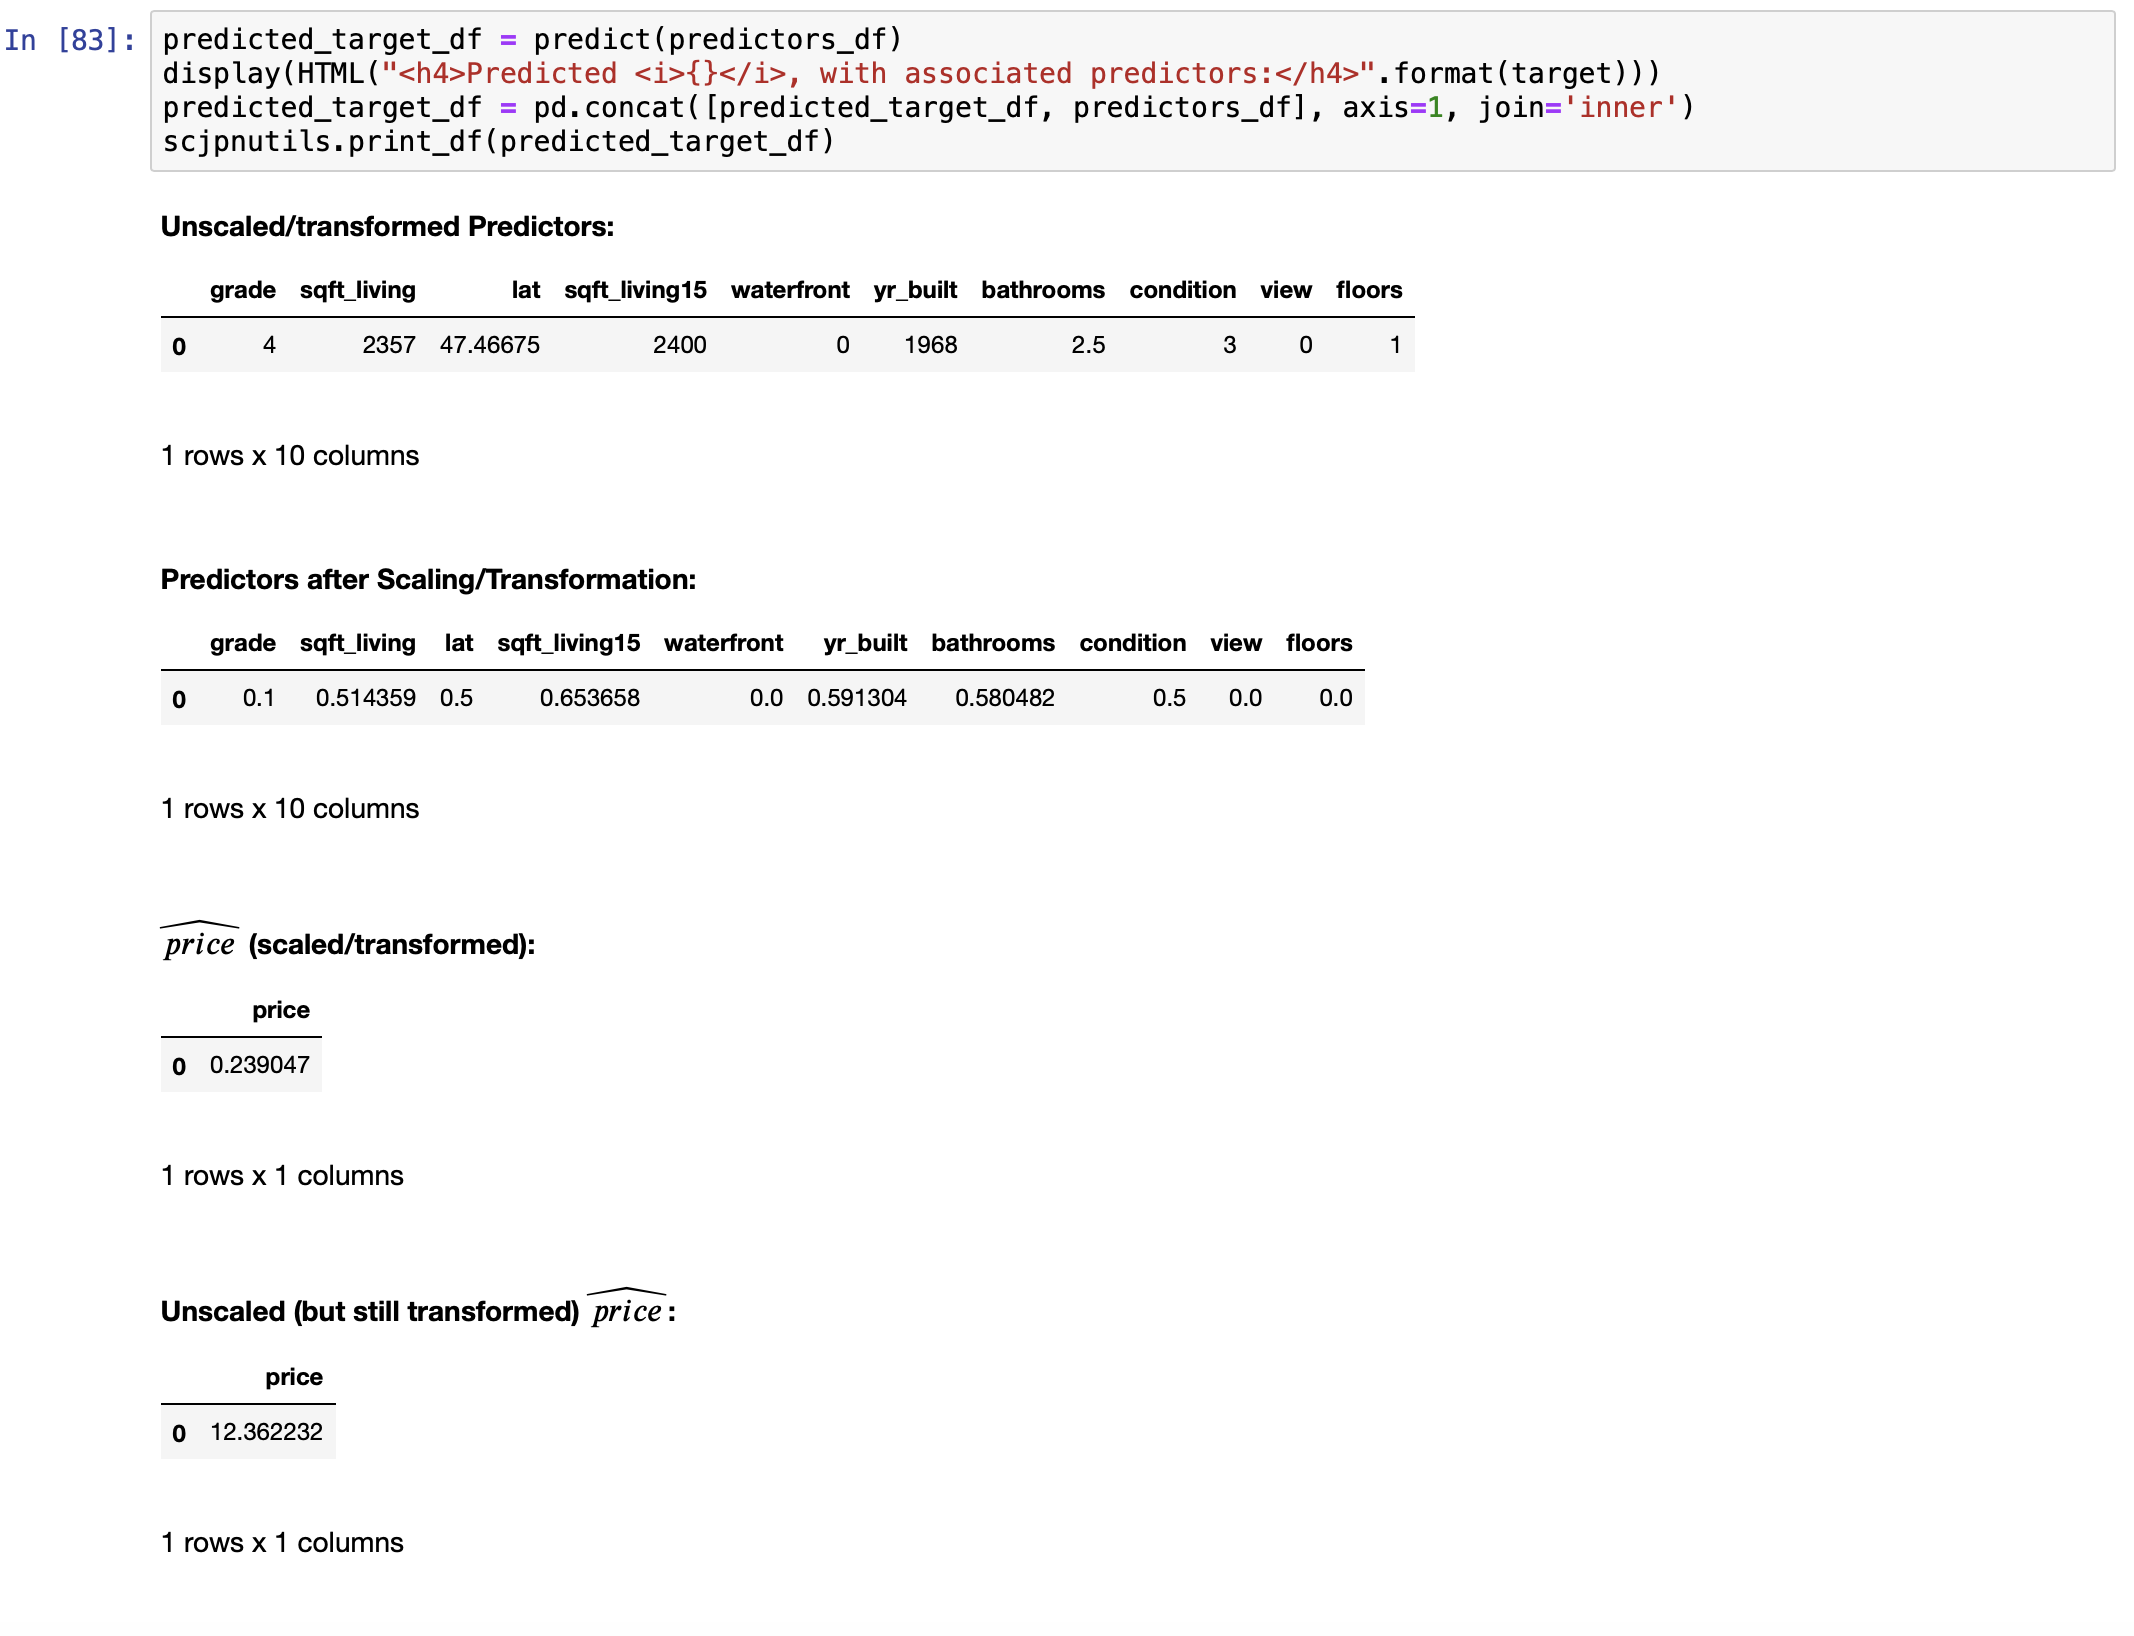 In [83]:
predicted_target_df = predict(predictors_df)
display(HTML("<h4>Predicted <i>{}</i>, with associated predictors:</h4>".format(target)))
predicted_target_df = pd.concat([predicted_target_df, predictors_df], axis=1, join='inner')
scjpnutils.print_df(predicted_target_df)
Unscaled/transformed Predictors:
grade sqft_living lat sqft_living15 waterfront yr_built bathrooms condition view floors
0 4 2357 47.46675 2400 0 1968 2.5 3 0 1
1 rows x 10 columns
Predictors after Scaling/Transformation:
grade sqft_living lat sqft_living15 waterfront yr_built bathrooms condition view floors
0 0.1 0.514359 0.5 0.653658 0.0 0.591304 0.580482 0.5 0.0 0.0
1 rows x 10 columns
price (scaled/transformed):
price
0 0.239047
1 rows x 1 columns
Unscaled (but still transformed) price:
price
0 12.362232
1 rows x 1 columns